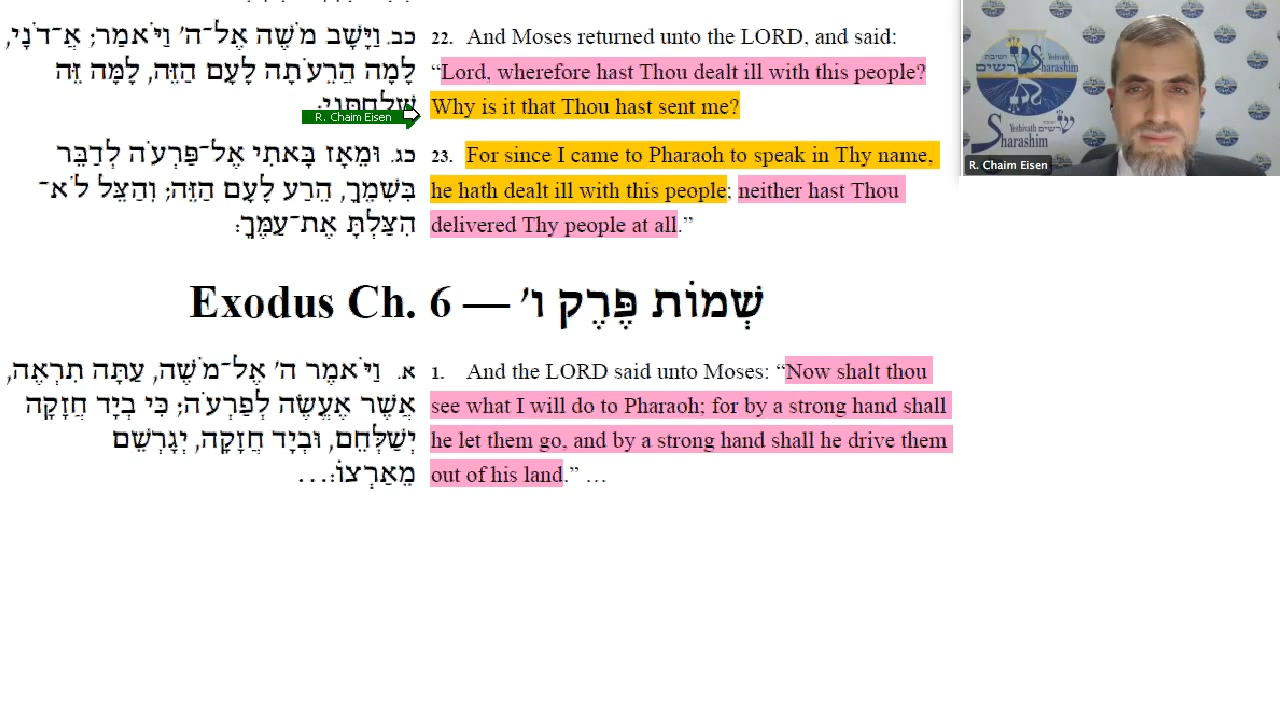 כב. וַיָּשָׁב מֹשֶׁה אֶל־ה' וַיֹּאמַר; אֲ־דֹנָי,
לָמָה הֲרֵעֹתָה לָעָם הַזֶּה, לָמָּה זֶּה
שְׁלַחְתָּנִי:
R. Chaim Eisen
22. And Moses returned unto the LORD, and said:
“Lord, wherefore hast Thou dealt ill with this people?
Why is it that Thou hast sent me?
כג. וּמֵאָז בָּאתִי אֶל־פַּרְעֹה לְדַבֵּר
בִּשְׁמֶךָ, הֵרַע לָעָם הַזֶּה; וְהַצֵּל לֹא־
הִצַּלְתָּ אֶת־עַמֶּךָ:
23. For since I came to Pharaoh to speak in Thy name,
he hath dealt ill with this people; neither hast Thou
delivered Thy people at all.”
Exodus Ch. 6 — שְׁמוֹת פֶּרֶק ו'
א. וַיֹּאמֶר ה' אֶל־מֹשֶׁה, עַתָּה תִרְאֶה,
אֲשֶׁר אֶעֱשֶׂה לְפַרְעֹה; כִּי בְיָד חֲזָקָה
יְשַׁלְּחֵם, וּבְיָד חֲזָקָה, יְגָרְשֵׁם
מֵאַרְצוֹ:…
1. And the LORD said unto Moses: “Now shalt thou
see what I will do to Pharaoh; for by a strong hand shall
he let them go, and by a strong hand shall he drive them
out of his land.” …
ישיבת
Yeshivath
שרשים
Sharashim
Yeshivath
Sharashim
R. Chaim Eisen